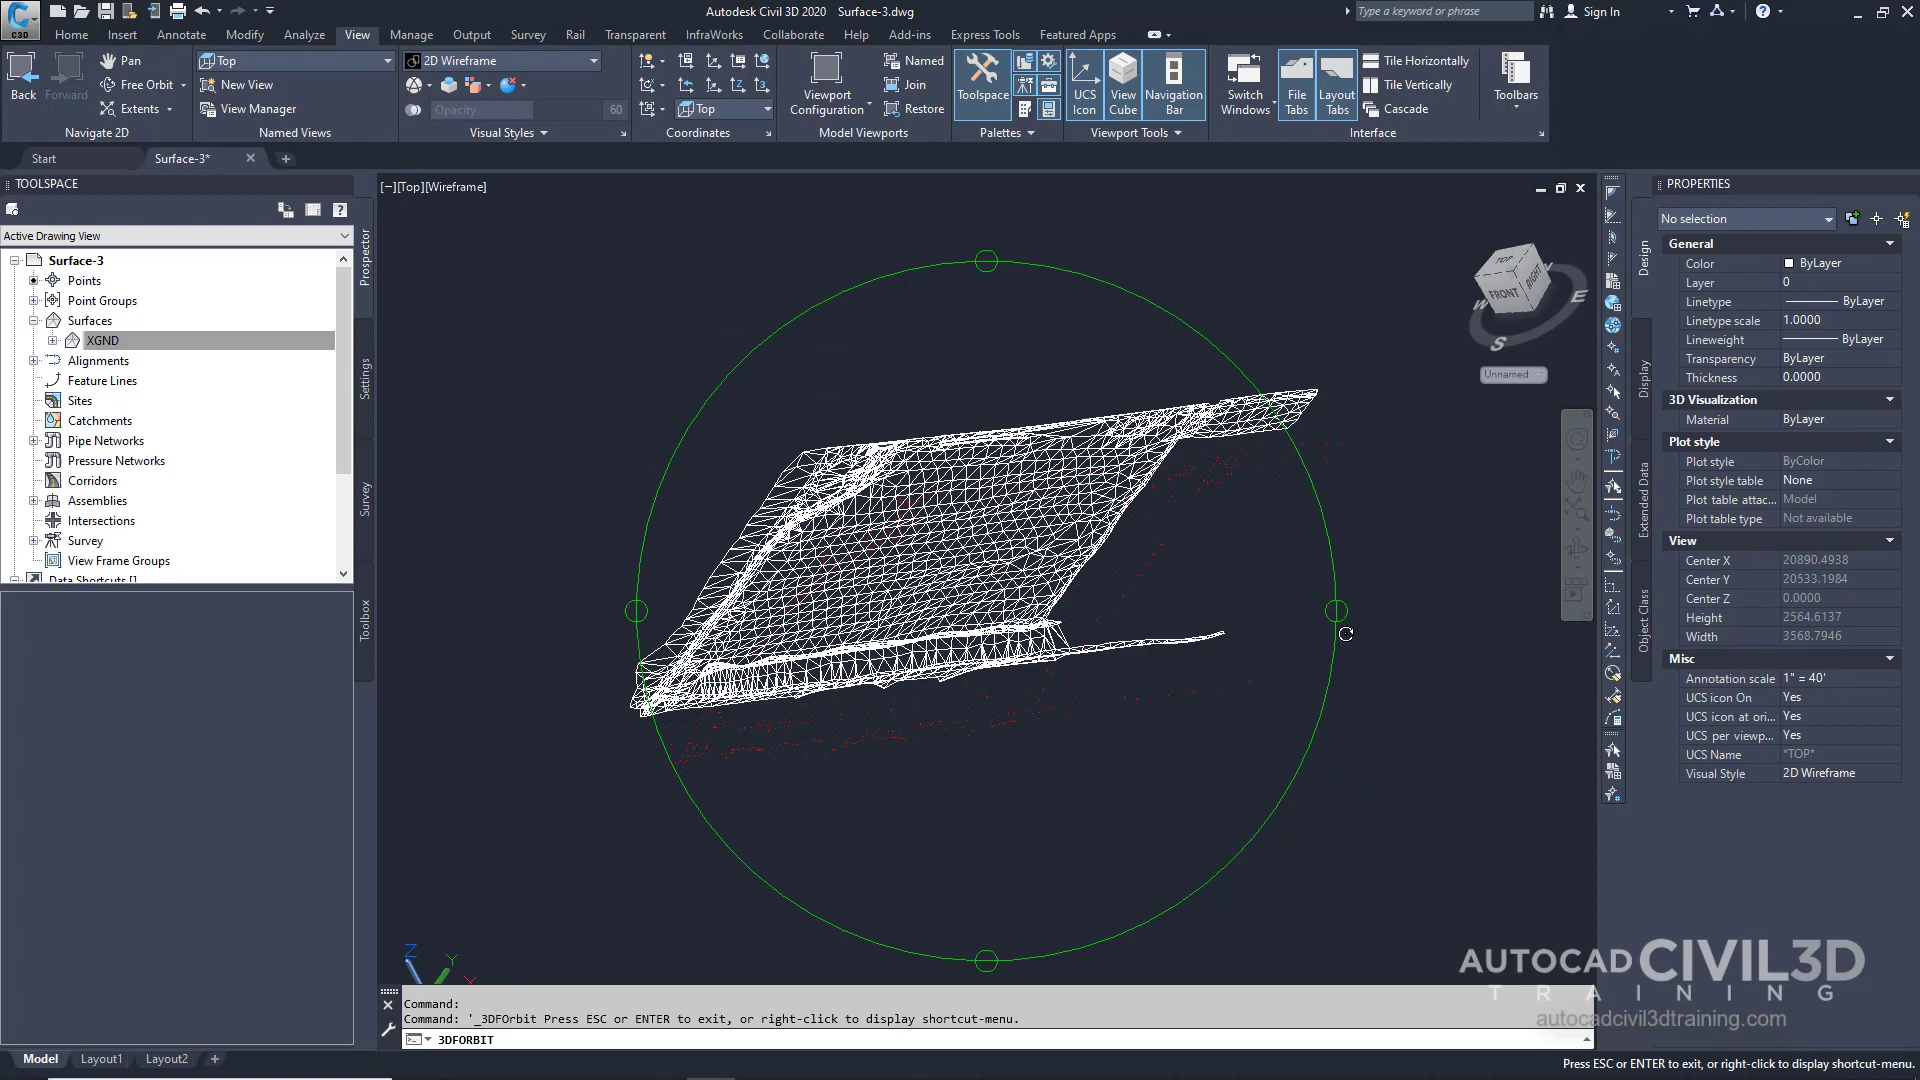 Autodesk Civil 3D 2020 Surface-3.dwg
Type a keyword or phrase
Sign In
C3D
Home Insert Annotate Modify Analyze View Manage Output Survey Rail Transparent InfraWorks Collaborate Help Add-ins Express Tools Featured Apps
Back
Forward
Pan
Free Orbit
Extents
Navigate 2D
Top
New View
View Manager
Named Views
2D Wireframe
Opacity 60
Visual Styles
Top
Coordinates
Viewport
Configuration
Named
Join
Restore
Model Viewports
Toolspace
Palettes
UCS
Icon
View
Cube
Navigation
Bar
Viewport Tools
Switch
Windows
File
Tabs
Layout
Tabs
Tile Horizontally
Tile Vertically
Cascade
Interface
Toolbars
Start
Surface-3*
TOOLSPACE
Active Drawing View
Surface-3
Points
Point Groups
Surfaces
XGND
Alignments
Feature Lines
Sites
Catchments
Pipe Networks
Pressure Networks
Corridors
Assemblies
Intersections
Survey
View Frame Groups
Data Shortcuts []
Prospector
Settings
Survey
Toolbox
[−][Top][Wireframe]
TOP
FRONT
RIGHT
W
E
S
Unnamed
Z
Y
X
PROPERTIES
No selection
Design
Display
Extended Data
Object Class
General
Color ByLayer
Layer 0
Linetype ByLayer
Linetype scale 1.0000
Lineweight ByLayer
Transparency ByLayer
Thickness 0.0000
3D Visualization
Material ByLayer
Plot style
Plot style ByColor
Plot style table None
Plot table attac... Model
Plot table type Not available
View
Center X 20890.4938
Center Y 20533.1984
Center Z 0.0000
Height 2564.6137
Width 3568.7946
Misc
Annotation scale 1" = 40'
UCS icon On Yes
UCS icon at ori... Yes
UCS per viewp... Yes
UCS Name *TOP*
Visual Style 2D Wireframe
AUTOCAD CIVIL3D
TRAINING
autocadcivil3dtraining.com
Command:
Command: '_3DFOrbit Press ESC or ENTER to exit, or right-click to display shortcut-menu.
3DFORBIT
Model Layout1 Layout2
Press ESC or ENTER to exit, or right-click to display shortcut-menu.